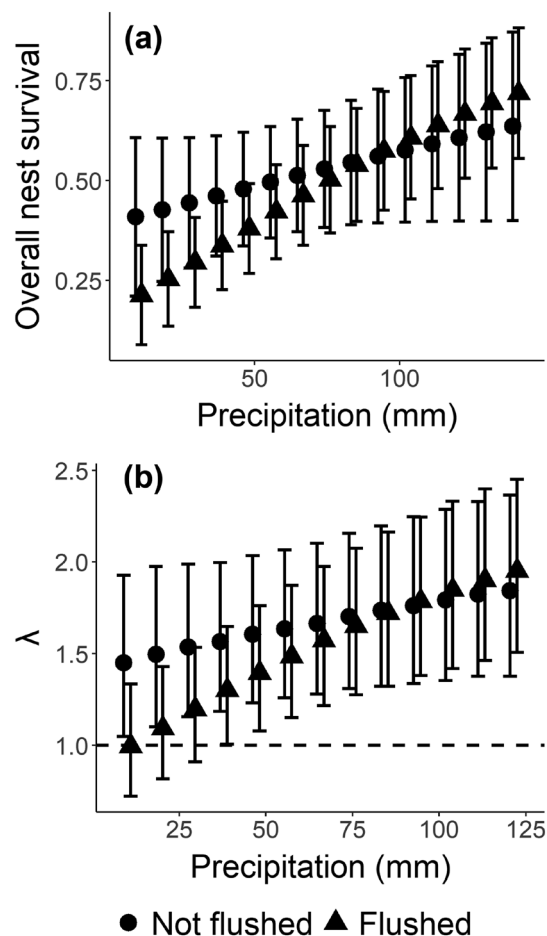 (a)
Overall nest survival
0.75
0.50
0.25
50 100
Precipitation (mm)
(b)
λ
2.5
2.0
1.5
1.0
25 50 75 100 125
Precipitation (mm)
Not flushed Flushed